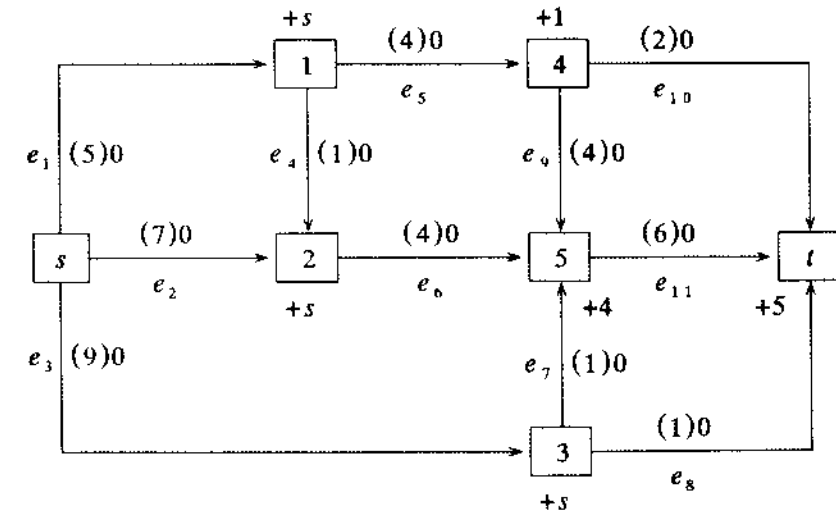 +s
+1
(4)0
(2)0
1
4
e₅
e₁₀
e₁ (5)0
e₄ (1)0
e₉ (4)0
(7)0
(4)0
(6)0
s
2
5
t
e₂
e₆
e₁₁
+s
+4
+5
e₃ (9)0
e₇ (1)0
(1)0
3
e₈
+s